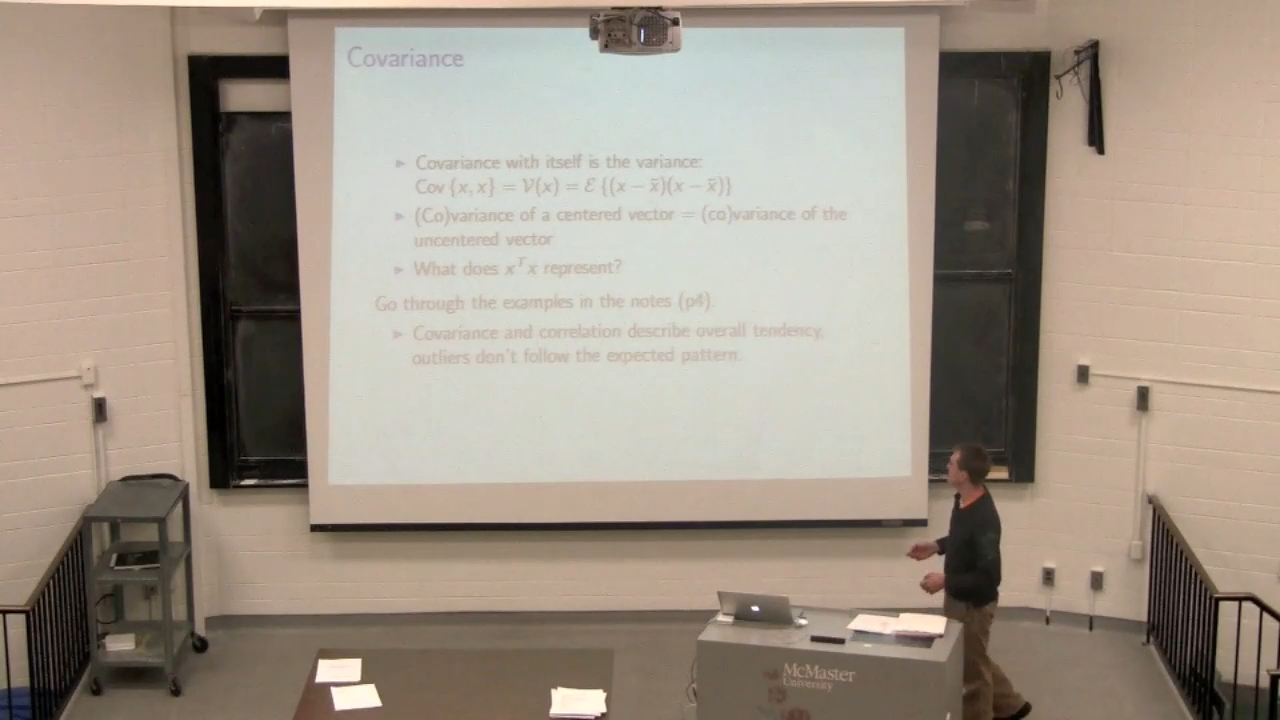 Covariance
► Covariance with itself is the variance:
Cov {x, x} = V(x) = E {(x − x̄)(x − x̄)}
► (Co)variance of a centered vector = (co)variance of the
uncentered vector
► What does xᵀx represent?
Go through the examples in the notes (p4).
► Covariance and correlation describe overall tendency,
outliers don't follow the expected pattern.
McMaster
University